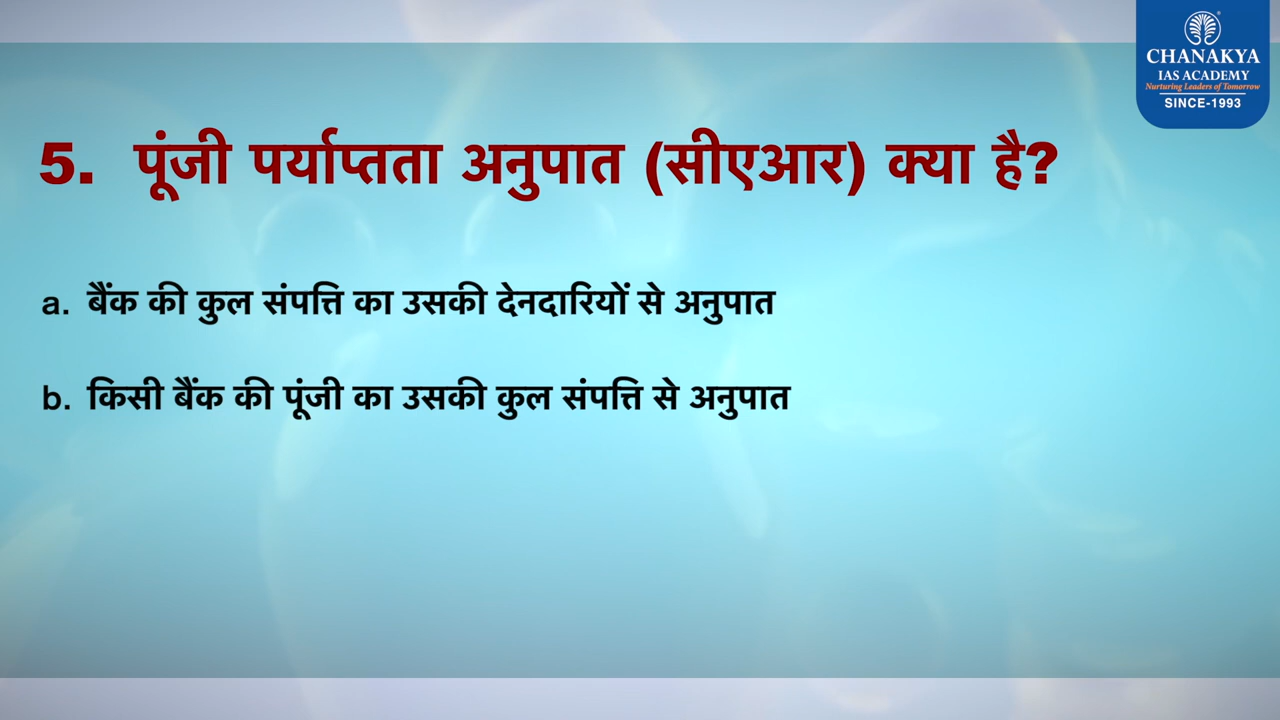 CHANAKYA
IAS ACADEMY
Nurturing Leaders of Tomorrow
SINCE-1993
5. पूंजी पर्याप्तता अनुपात (सीएआर) क्या है?
a. बैंक की कुल संपत्ति का उसकी देनदारियों से अनुपात
b. किसी बैंक की पूंजी का उसकी कुल संपत्ति से अनुपात